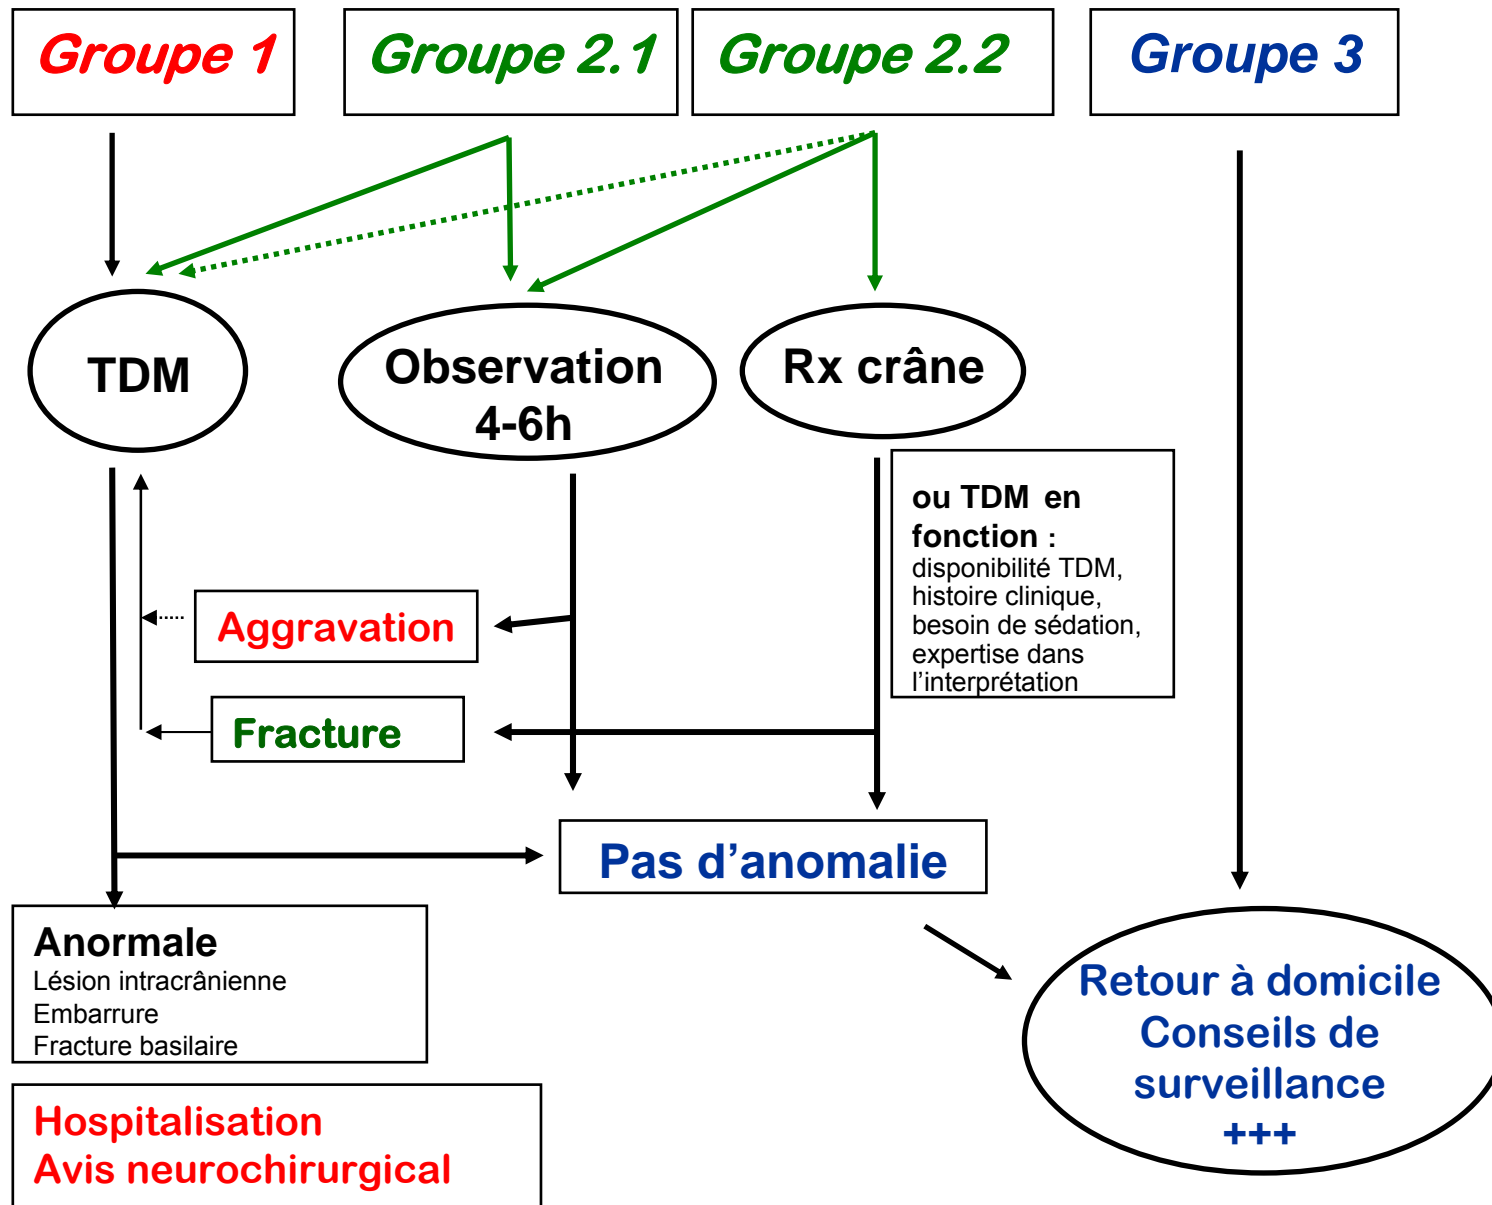 Groupe 1
Groupe 2.1
Groupe 2.2
Groupe 3
TDM
Observation
4-6h
Rx crâne
ou TDM en
fonction :
disponibilité TDM,
histoire clinique,
besoin de sédation,
expertise dans
l’interprétation
Aggravation
Fracture
Pas d’anomalie
Anormale
Lésion intracrânienne
Embarrure
Fracture basilaire
Retour à domicile
Conseils de
surveillance
+++
Hospitalisation
Avis neurochirurgical